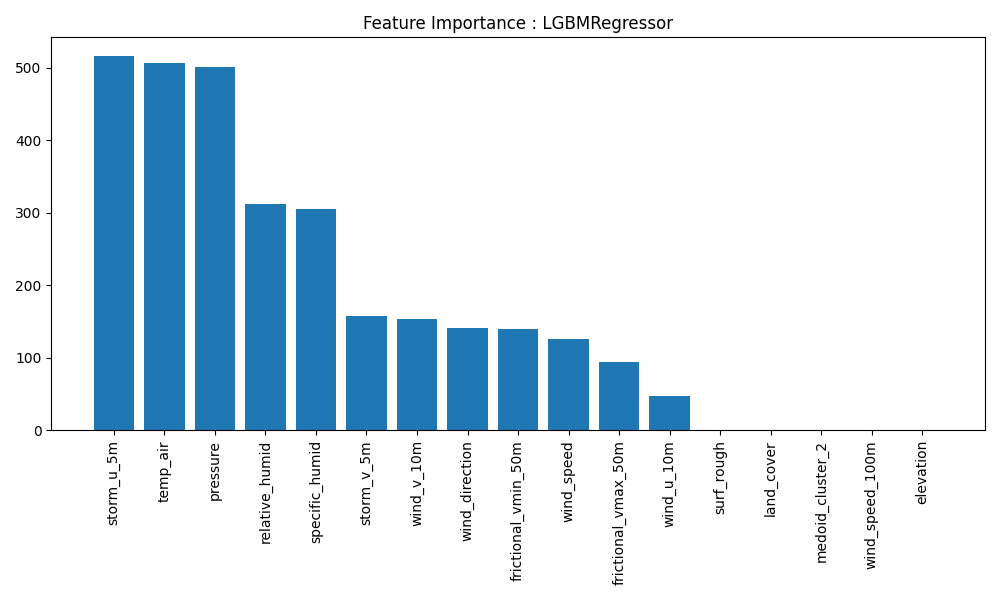 Feature Importance : LGBMRegressor
500
400
300
200
100
0
storm_u_5m
temp_air
pressure
relative_humid
specific_humid
storm_v_5m
wind_v_10m
wind_direction
frictional_vmin_50m
wind_speed
frictional_vmax_50m
wind_u_10m
surf_rough
land_cover
medoid_cluster_2
wind_speed_100m
elevation